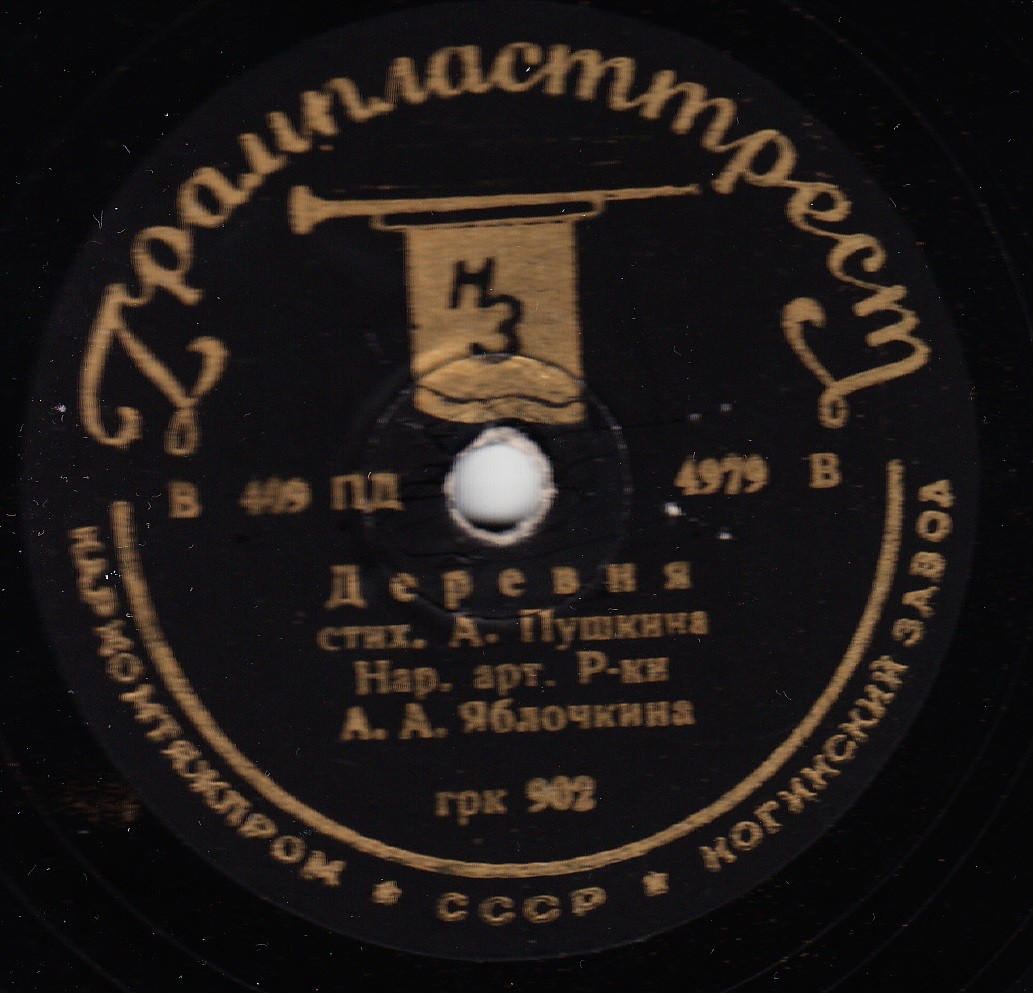 Грампласттрест
НЗ
В 409 ПД 4979 В
Деревня
стих. А. Пушкина
Нар. арт. Р-ки
А. А. Яблочкина
грк 902
НАРКОМТЯЖПРОМ ★ СССР ★ НОГИНСКИЙ ЗАВОД